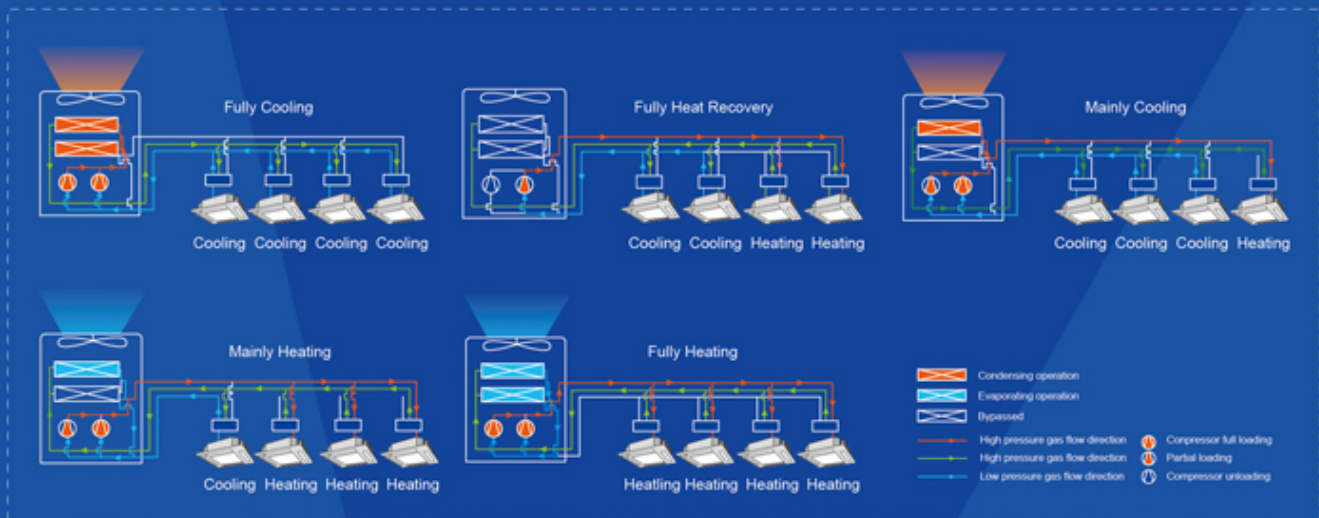 Fully Cooling
Cooling Cooling Cooling Cooling
Fully Heat Recovery
Cooling Cooling Heating Heating
Mainly Cooling
Cooling Cooling Cooling Heating
Mainly Heating
Cooling Heating Heating Heating
Fully Heating
Heatling Heating Heating Heating
Condensing operation
Evaporating operation
Bypassed
High pressure gas flow direction
High pressure gas flow direction
Low pressure gas flow direction
Conpressor full loading
Partial loading
Compressor unloading